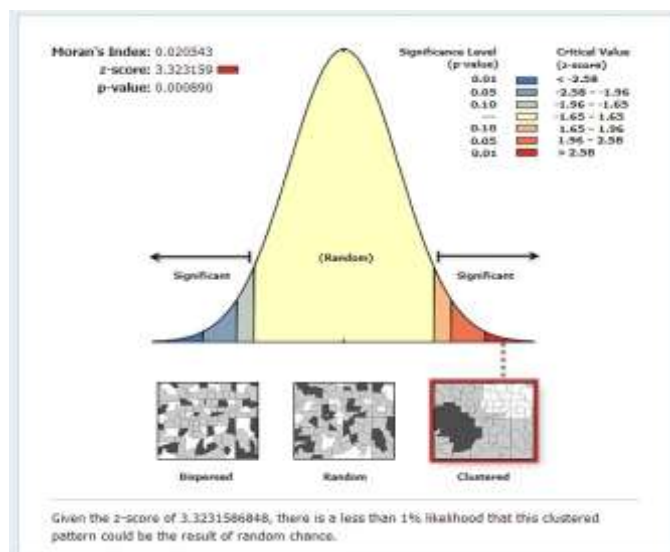 Moran's Index: 0.020543
z-score: 3.323159
p-value: 0.000890
Significance Level
(p-value)
Critical Value
(z-score)
0.01 < -2.58
0.05 -2.58 - -1.96
0.10 -1.96 - -1.65
— -1.65 - 1.65
0.10 1.65 - 1.96
0.05 1.96 - 2.58
0.01 > 2.58
Significant
(Random)
Significant
Dispersed
Random
Clustered
Given the z-score of 3.3231586848, there is a less than 1% likelihood that this clustered
pattern could be the result of random chance.